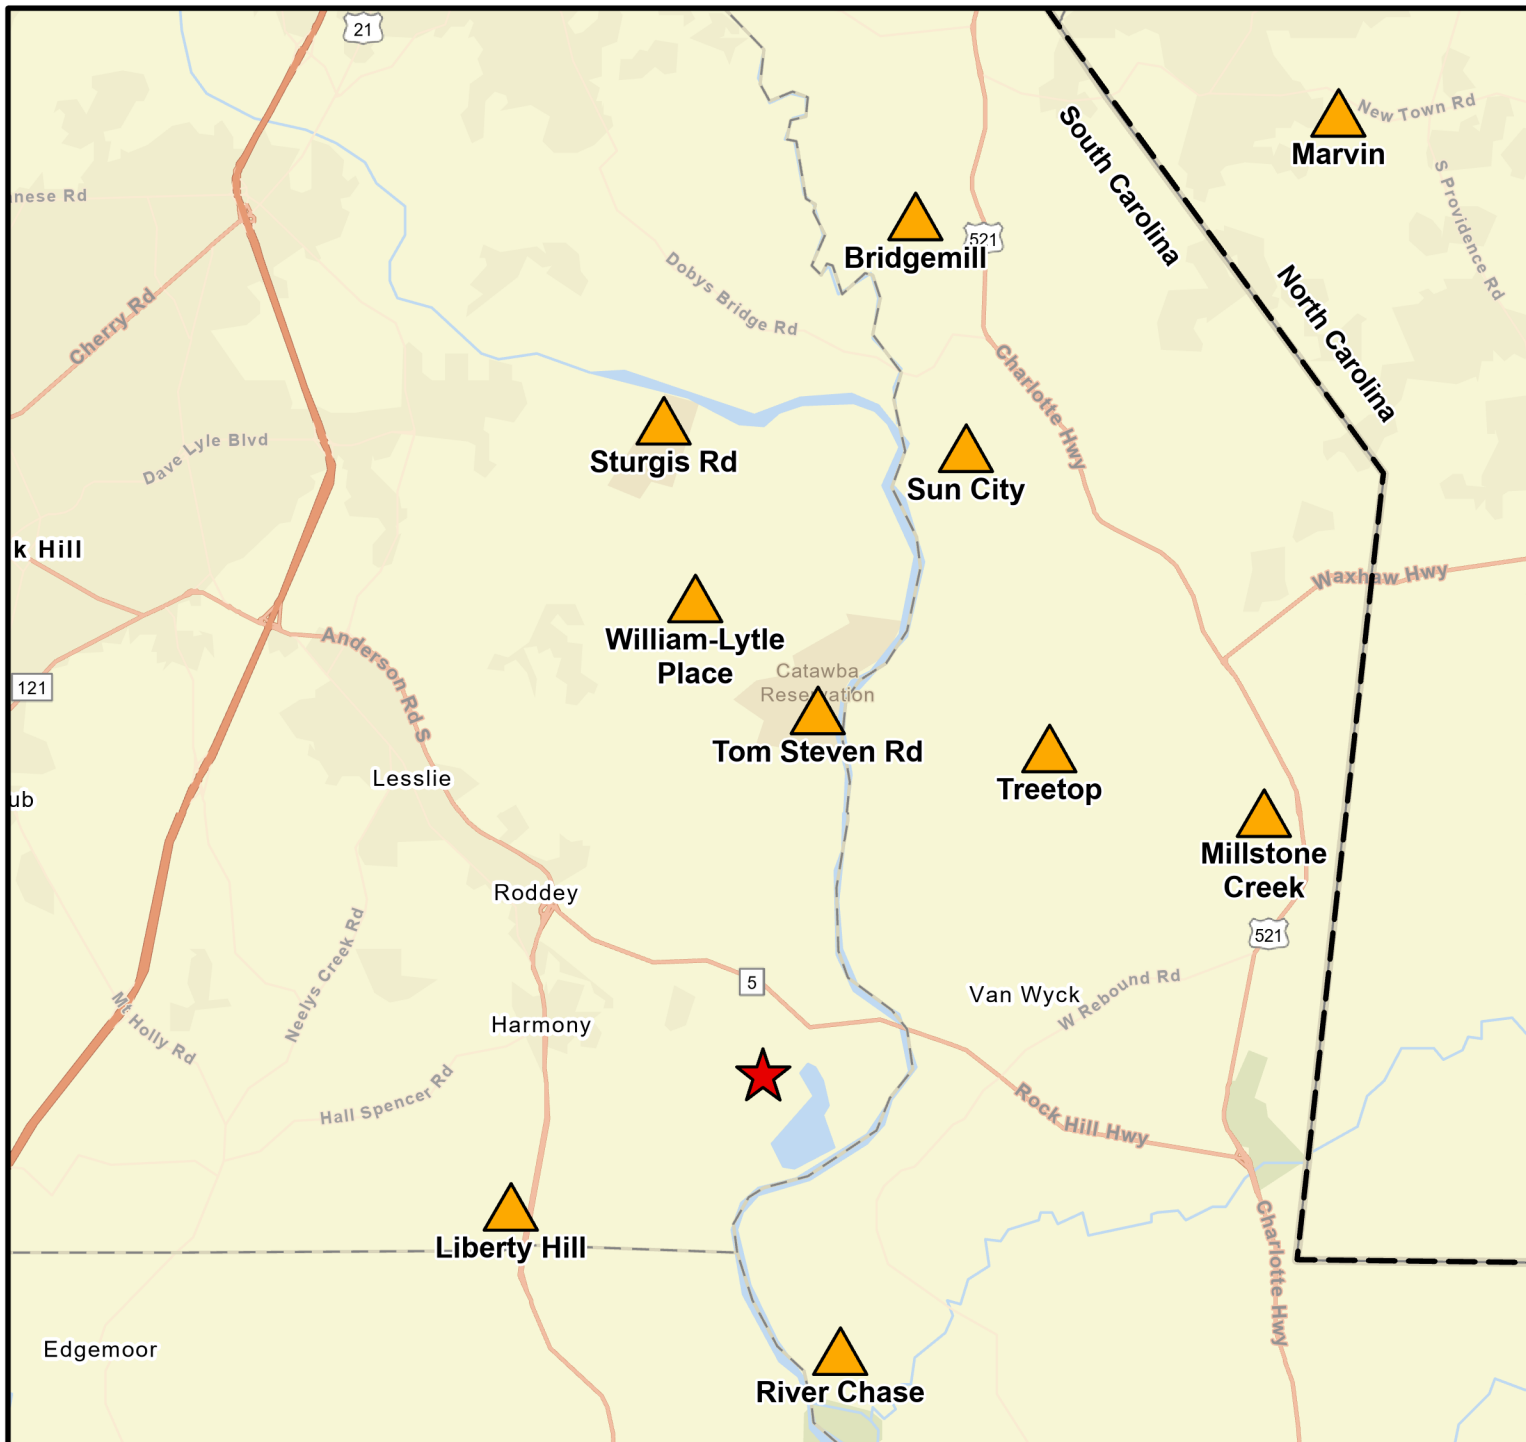 21
New Town Rd
Marvin
South Carolina
S Providence Rd
nese Rd
521
Bridgemill
Dobys Bridge Rd
North Carolina
Cherry Rd
Charlotte Hwy
Dave Lyle Blvd
Sturgis Rd
Sun City
k Hill
Waxhaw Hwy
Anderson Rd S
William-Lytle
Place
Catawba
Reservation
121
Tom Steven Rd
Lesslie
Treetop
ub
Millstone
Creek
Roddey
521
Neelys Creek Rd
5
Van Wyck
W Rebound Rd
Mt Holly Rd
Harmony
Hall Spencer Rd
Rock Hill Hwy
Liberty Hill
Charlotte Hwy
Edgemoor
River Chase